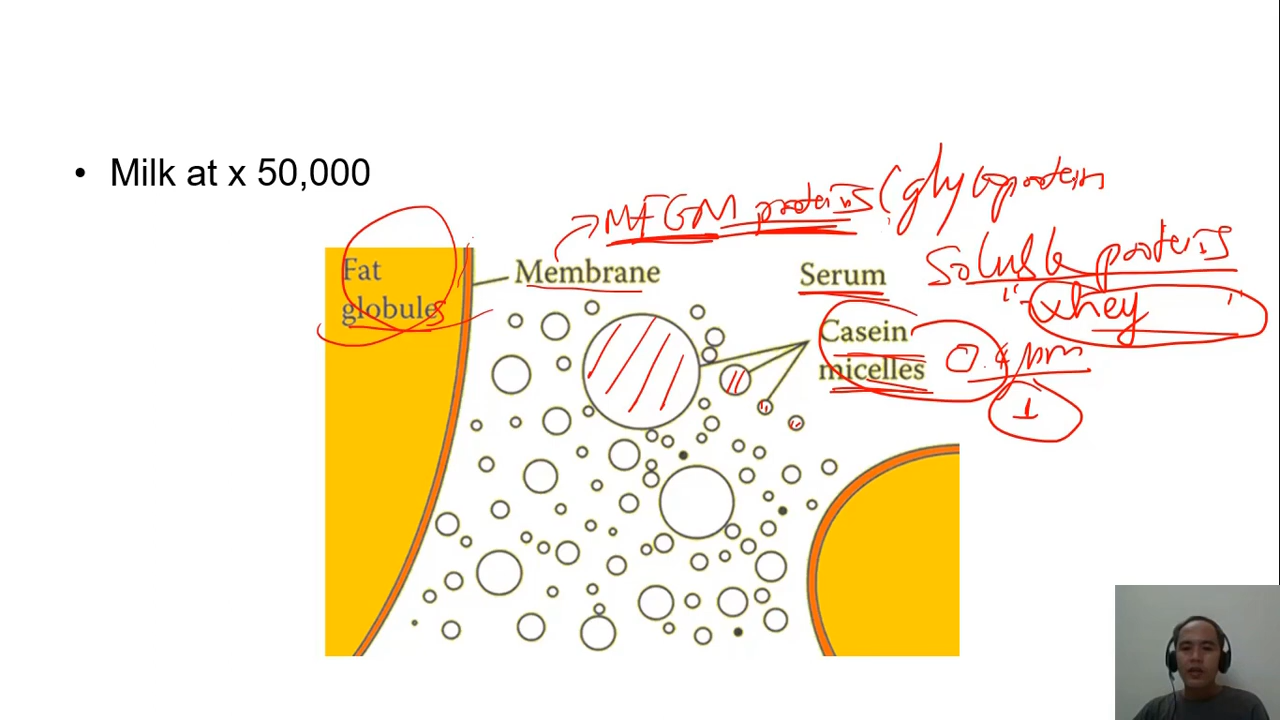 • Milk at x 50,000
MFGM proteins (glycoprotein
Soluble proteins
Fat
globules
Membrane
Serum
"whey"
Casein
micelles
0.4 μm
1